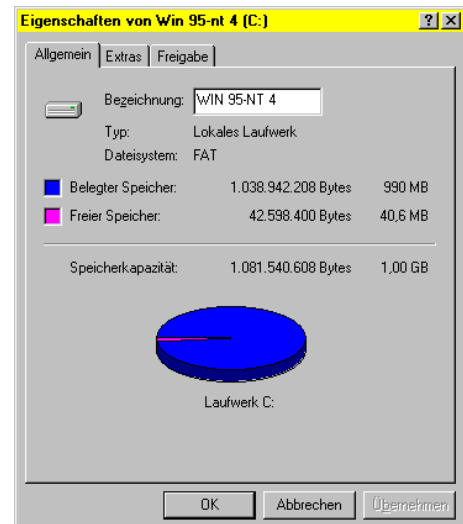 Eigenschaften von Win 95-nt 4 (C:)
? X
Allgemein Extras Freigabe
Bezeichnung: WIN 95-NT 4
Typ: Lokales Laufwerk
Dateisystem: FAT
Belegter Speicher: 1.038.942.208 Bytes 990 MB
Freier Speicher: 42.598.400 Bytes 40,6 MB
Speicherkapazität: 1.081.540.608 Bytes 1,00 GB
Laufwerk C:
OK Abbrechen Übernehmen